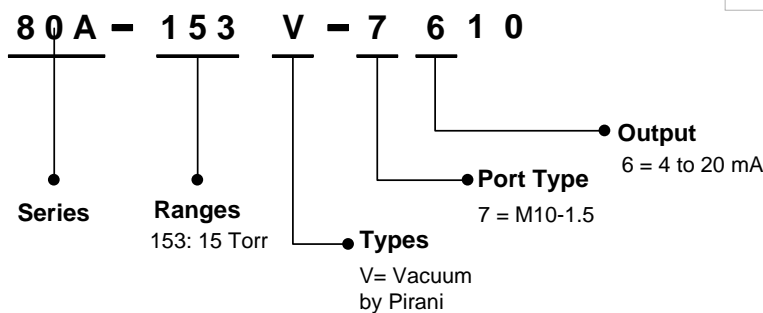 80A - 153 V - 7 6 1 0
Output
6 = 4 to 20 mA
Port Type
7 = M10-1.5
Series
Ranges
153: 15 Torr
Types
V= Vacuum
by Pirani